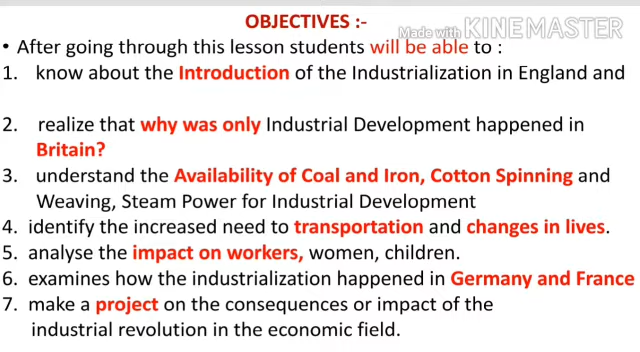 OBJECTIVES :-
Made with KINEMASTER
• After going through this lesson students will be able to :
1. know about the Introduction of the Industrialization in England and
2. realize that why was only Industrial Development happened in
Britain?
3. understand the Availability of Coal and Iron, Cotton Spinning and
Weaving, Steam Power for Industrial Development
4. identify the increased need to transportation and changes in lives.
5. analyse the impact on workers, women, children.
6. examines how the industrialization happened in Germany and France
7. make a project on the consequences or impact of the
industrial revolution in the economic field.